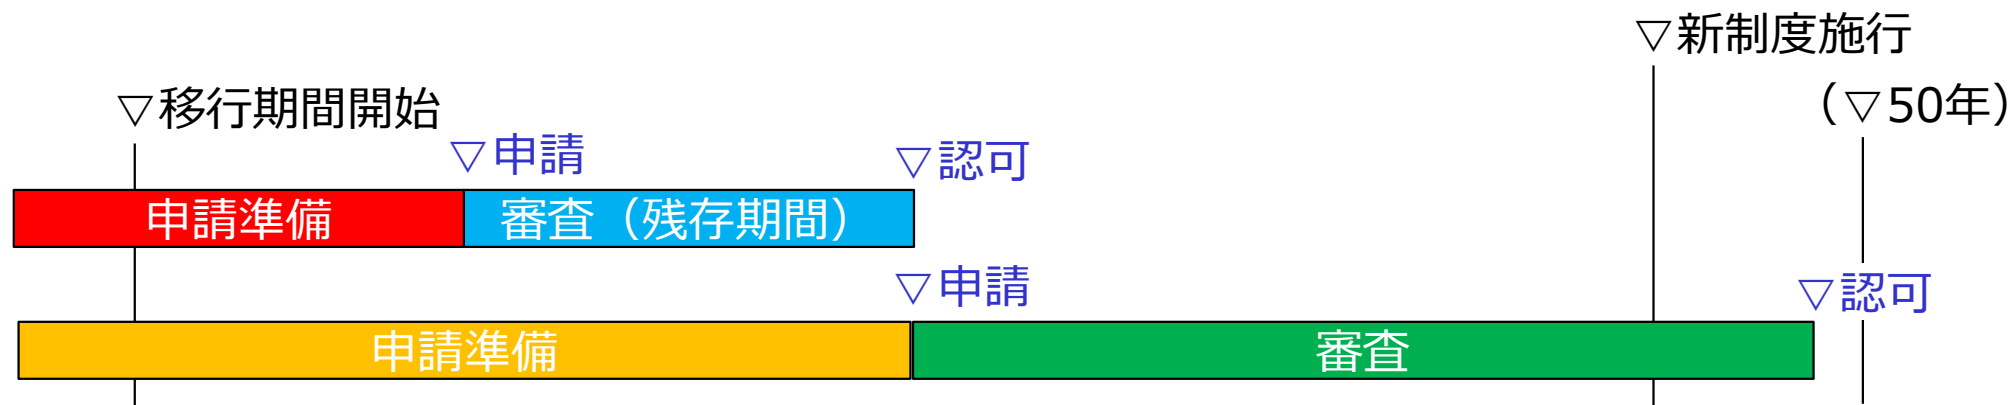 ▽新制度施行
▽移行期間開始
（▽50年）
▽申請
▽認可
申請準備
審査（残存期間）
▽申請
▽認可
申請準備
審査